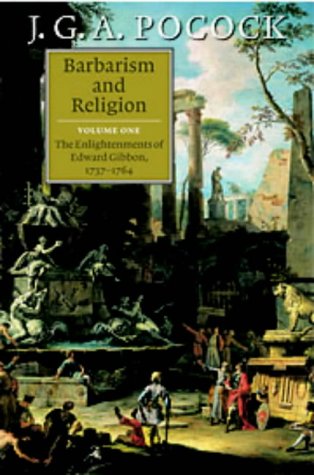 J. G. A. POCOCK
Barbarism
and Religion
VOLUME ONE
The Enlightenments of
Edward Gibbon,
1737–1764